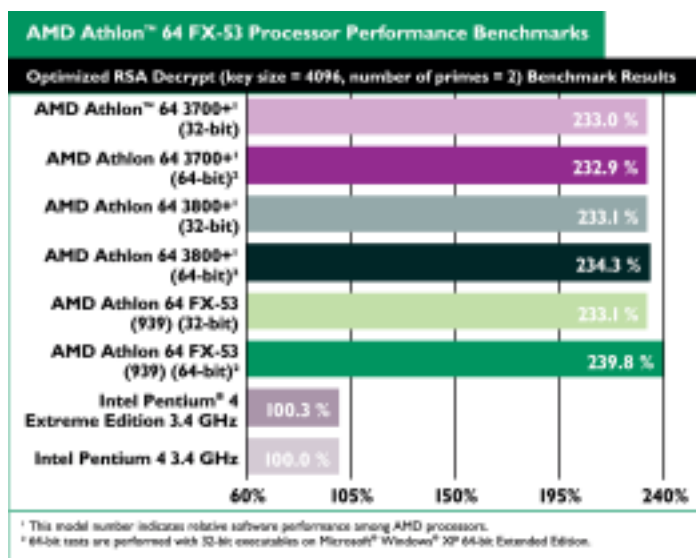 AMD Athlon™ 64 FX-53 Processor Performance Benchmarks
Optimized RSA Decrypt (key size = 4096, number of primes = 2) Benchmark Results
AMD Athlon™ 64 3700+¹
(32-bit)
233.0 %
AMD Athlon 64 3700+¹
(64-bit)²
232.9 %
AMD Athlon 64 3800+¹
(32-bit)
233.1 %
AMD Athlon 64 3800+¹
(64-bit)²
234.3 %
AMD Athlon 64 FX-53
(939) (32-bit)
233.1 %
AMD Athlon 64 FX-53
(939) (64-bit)²
239.8 %
Intel Pentium® 4
Extreme Edition 3.4 GHz
100.3 %
Intel Pentium 4 3.4 GHz
100.0 %
60% 105% 150% 195% 240%
¹ This model number indicates relative software performance among AMD processors.
² 64-bit tests are performed with 32-bit executables on Microsoft® Windows® XP 64-bit Extended Edition.